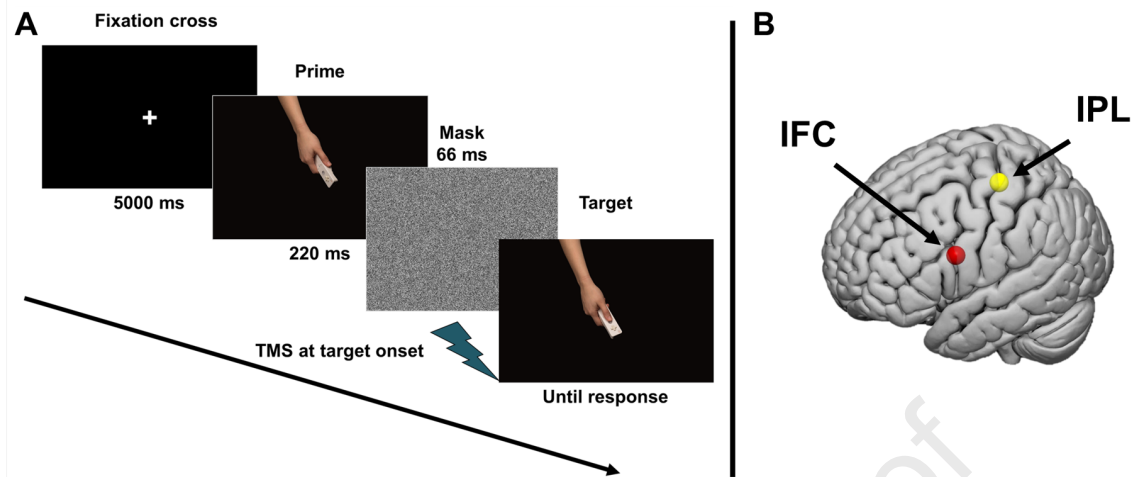 A
Fixation cross
5000 ms
Prime
220 ms
Mask
66 ms
Target
TMS at target onset
Until response
B
IFC
IPL
of